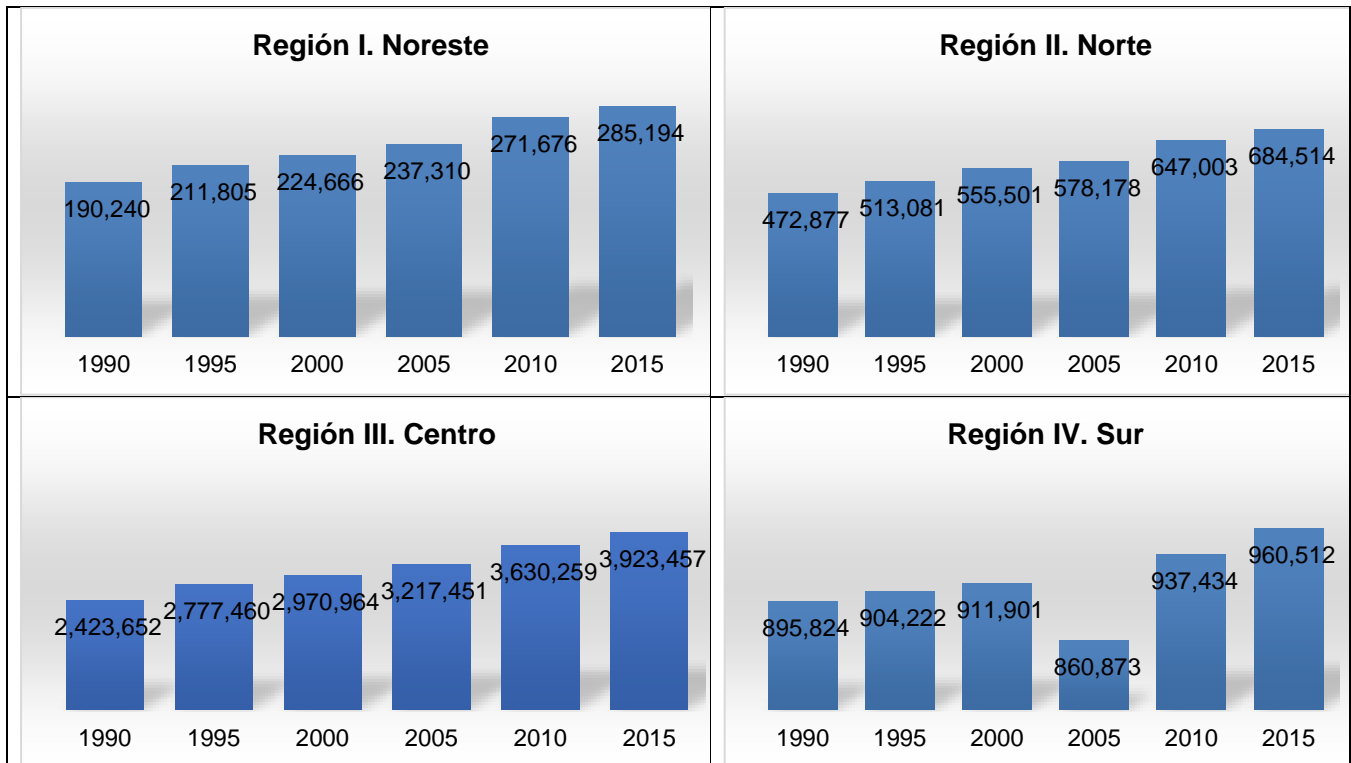 Región I. Noreste
190,240 211,805 224,666 237,310 271,676 285,194
1990 1995 2000 2005 2010 2015
Región II. Norte
472,877 513,081 555,501 578,178 647,003 684,514
1990 1995 2000 2005 2010 2015
Región III. Centro
2,423,652 2,777,460 2,970,964 3,217,451 3,630,259 3,923,457
1990 1995 2000 2005 2010 2015
Región IV. Sur
895,824 904,222 911,901 860,873 937,434 960,512
1990 1995 2000 2005 2010 2015